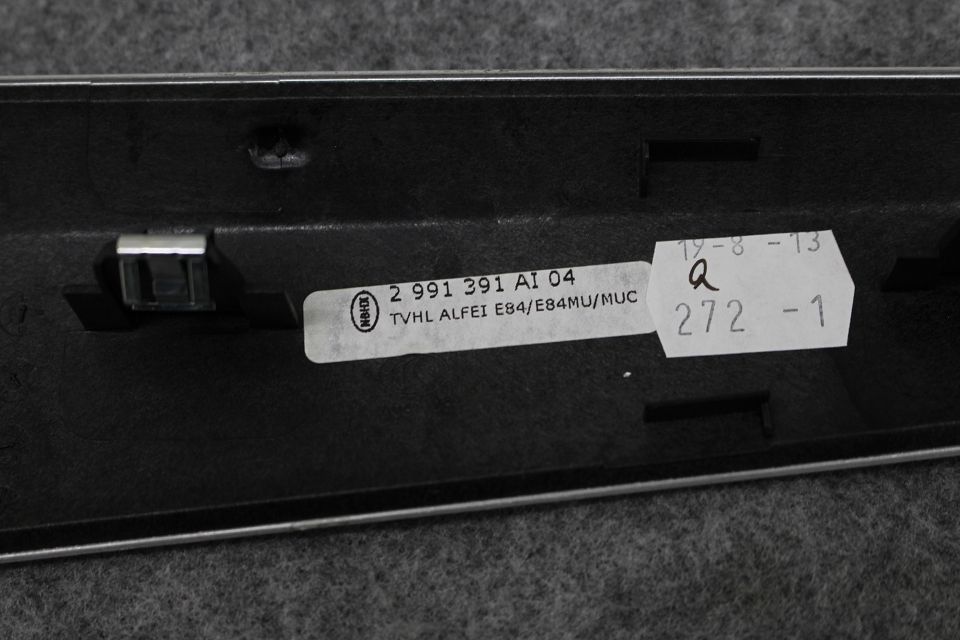 2 991 391 AI 04
TVHL ALFEI E84/E84MU/MUC
19-8 -13
a
272 -1